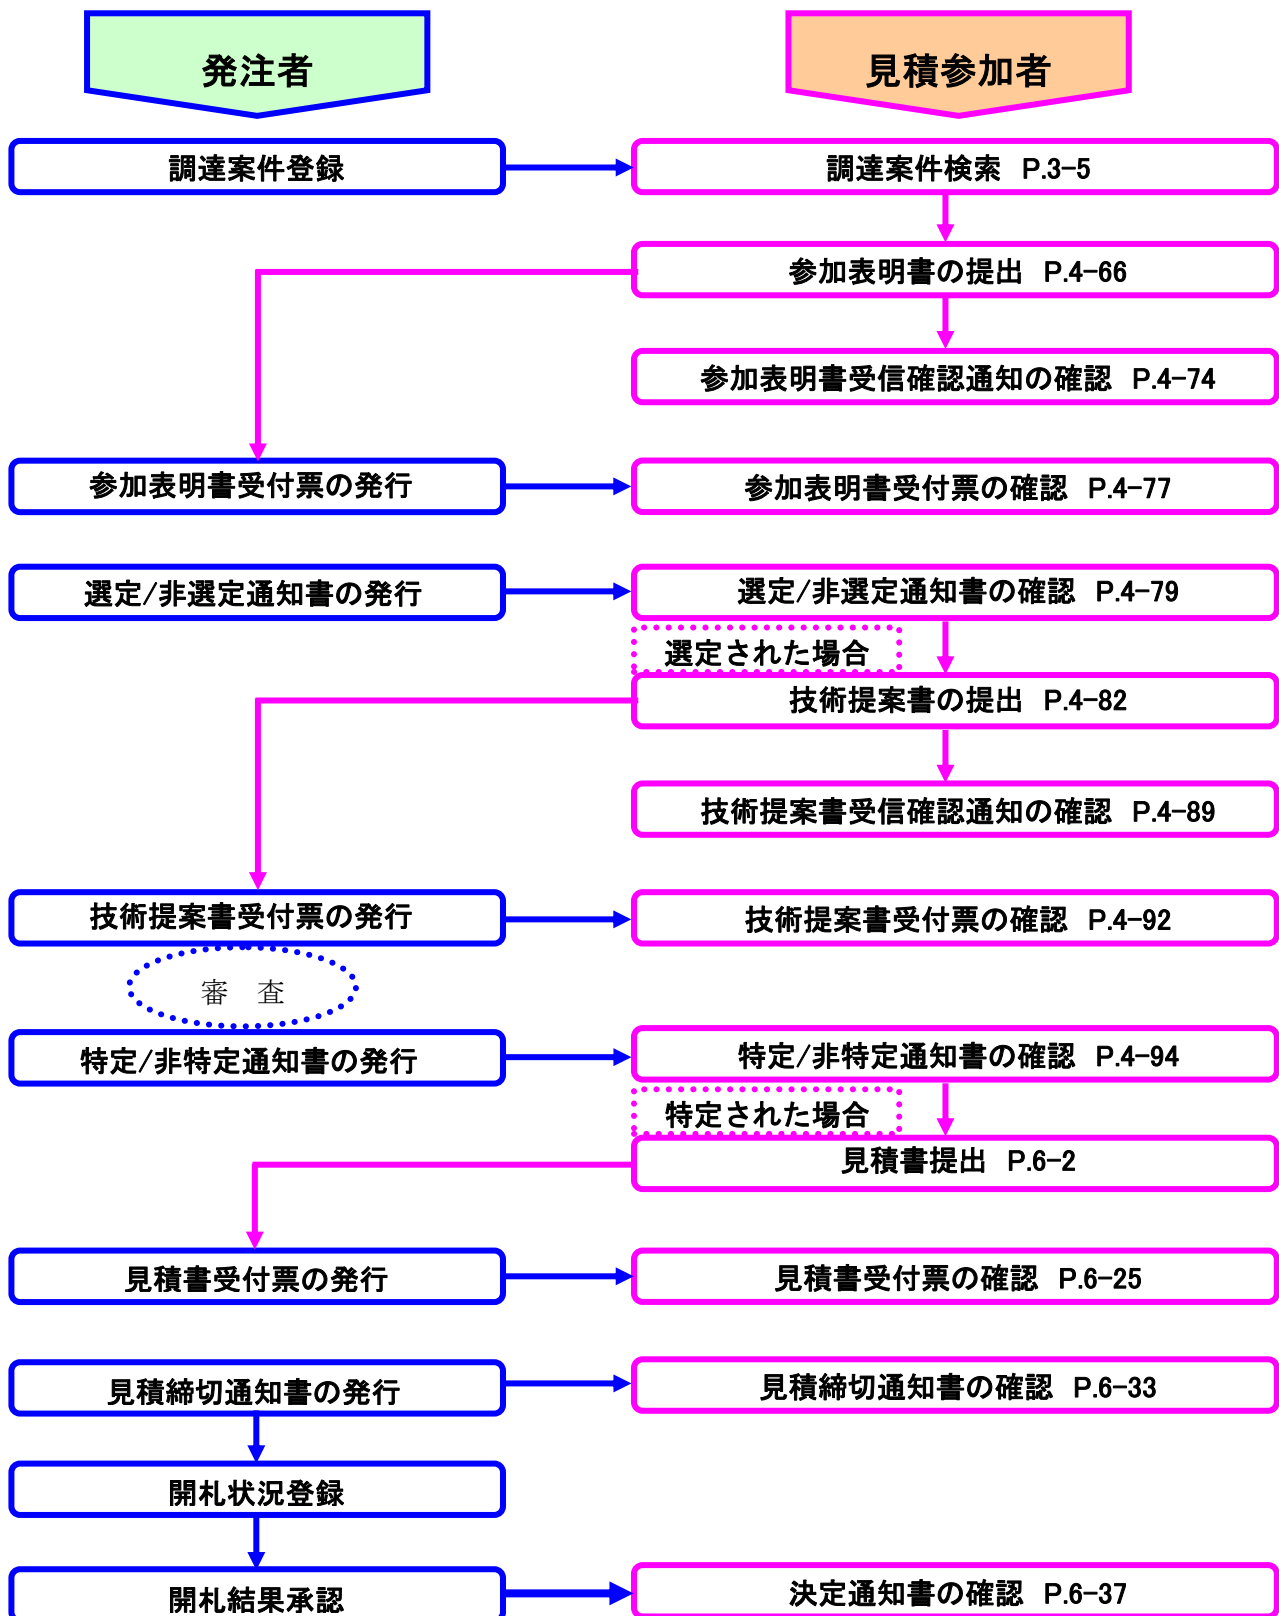 発注者
見積参加者
調達案件登録
調達案件検索 P.3-5
参加表明書の提出 P.4-66
参加表明書受信確認通知の確認 P.4-74
参加表明書受付票の発行
参加表明書受付票の確認 P.4-77
選定/非選定通知書の発行
選定/非選定通知書の確認 P.4-79
選定された場合
技術提案書の提出 P.4-82
技術提案書受信確認通知の確認 P.4-89
技術提案書受付票の発行
技術提案書受付票の確認 P.4-92
審 査
特定/非特定通知書の発行
特定/非特定通知書の確認 P.4-94
特定された場合
見積書提出 P.6-2
見積書受付票の発行
見積書受付票の確認 P.6-25
見積締切通知書の発行
見積締切通知書の確認 P.6-33
開札状況登録
開札結果承認
決定通知書の確認 P.6-37